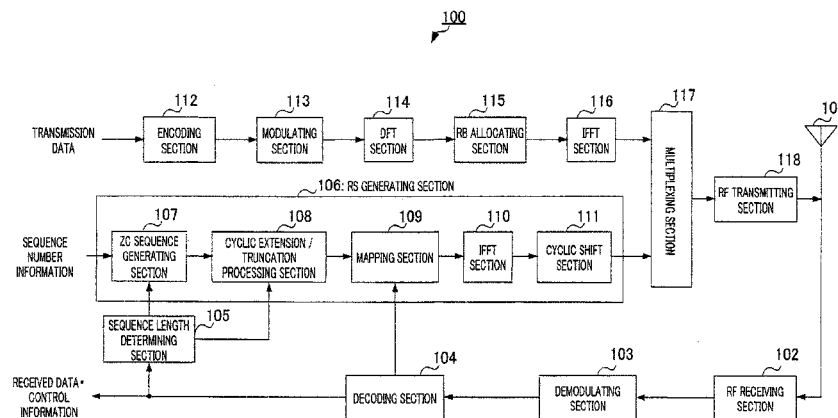 100
112
113
114
115
116
117
10
TRANSMISSION
DATA
ENCODING
SECTION
MODULATING
SECTION
DFT
SECTION
RB ALLOCATING
SECTION
IFFT
SECTION
MULTIPLEXING SECTION
118
RF TRANSMITTING
SECTION
106: RS GENERATING SECTION
107
108
109
110
111
SEQUENCE
NUMBER
INFORMATION
ZC SEQUENCE
GENERATING
SECTION
CYCLIC EXTENSION /
TRUNCATION
PROCESSING SECTION
MAPPING SECTION
IFFT
SECTION
CYCLIC SHIFT
SECTION
105
SEQUENCE LENGTH
DETERMINING
SECTION
104
103
102
RECEIVED DATA•
CONTROL
INFORMATION
DECODING SECTION
DEMODULATING
SECTION
RF RECEIVING
SECTION